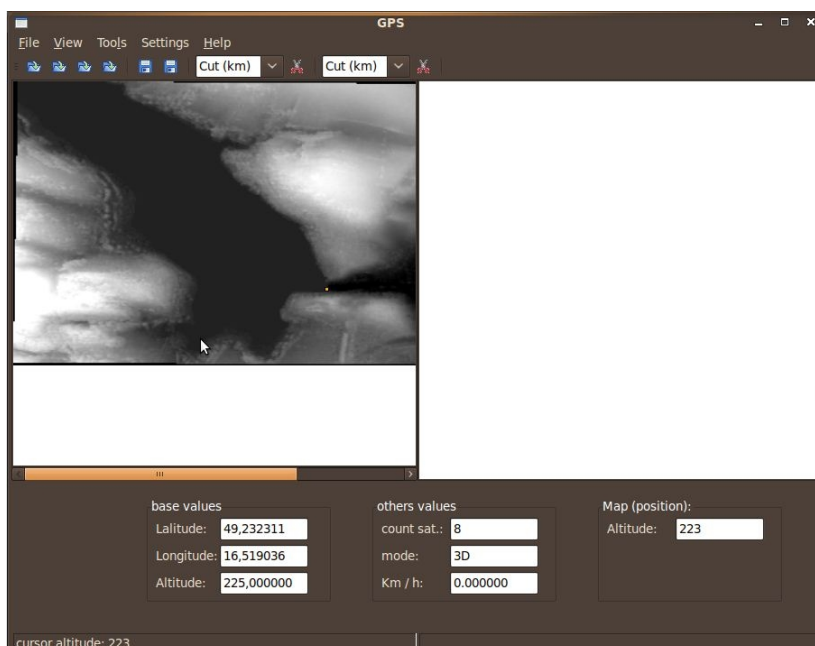 GPS
File View Tools Settings Help
Cut (km) Cut (km)
base values
Lalitude: 49,232311
Longitude: 16,519036
Altitude: 225,000000
others values
count sat.: 8
mode: 3D
Km / h: 0.000000
Map (position):
Altitude: 223
cursor altitude: 223